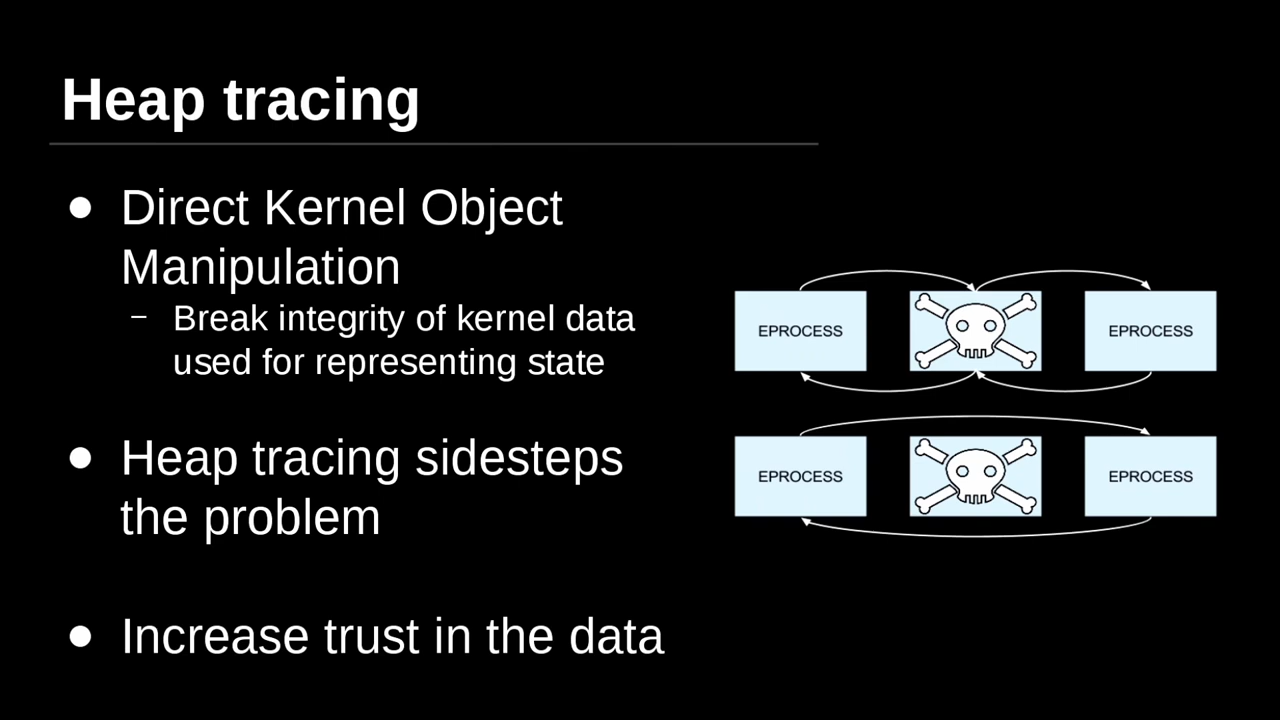 Heap tracing
● Direct Kernel Object
Manipulation
– Break integrity of kernel data
used for representing state
● Heap tracing sidesteps
the problem
● Increase trust in the data
EPROCESS
EPROCESS
EPROCESS
EPROCESS